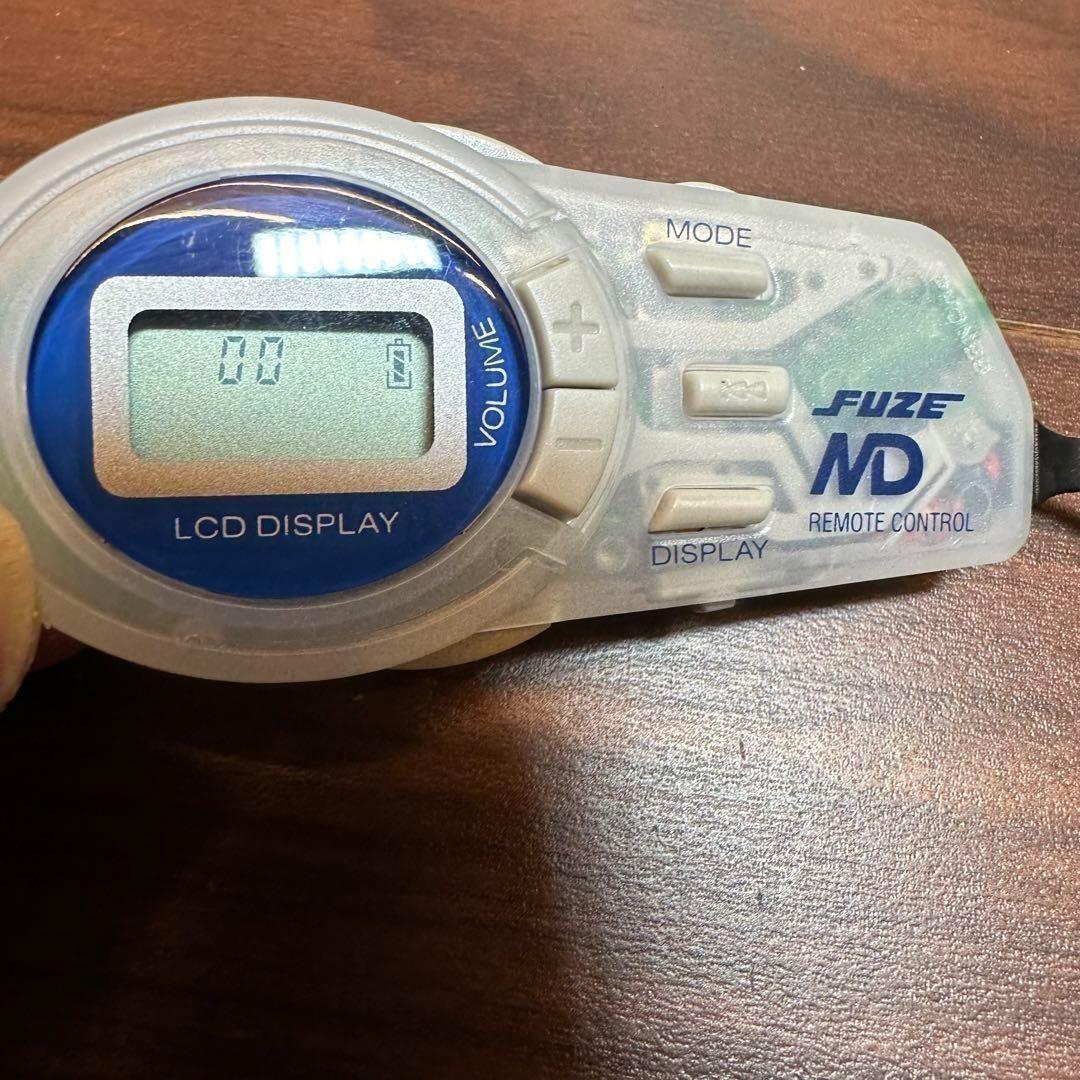 MODE
00
VOLUME
+
−
FUZE
MD
REMOTE CONTROL
LCD DISPLAY
DISPLAY